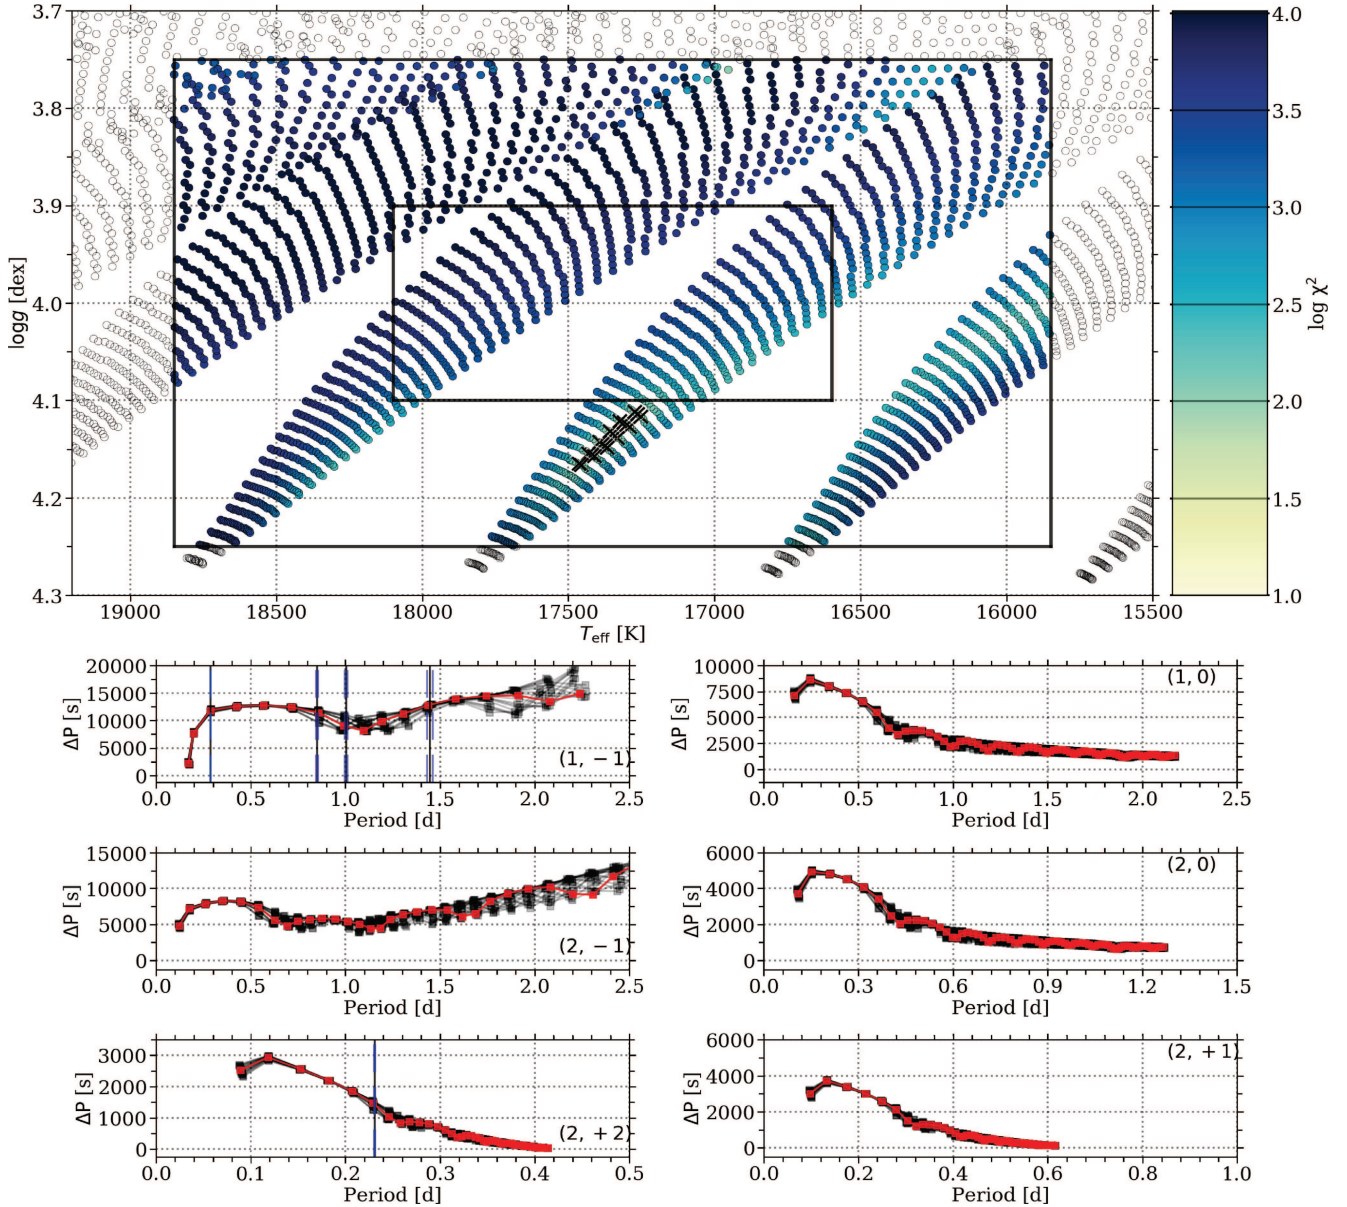 3.7
3.8
3.9
4.0
4.1
4.2
4.3
logg [dex]
19000 18500 18000 17500 17000 16500 16000 15500
T_eff [K]
4.0
3.5
3.0
2.5
2.0
1.5
1.0
log χ²
20000
15000
10000
5000
0
ΔP [s]
(1, −1)
0.0 0.5 1.0 1.5 2.0 2.5
Period [d]
10000
7500
5000
2500
0
ΔP [s]
(1, 0)
0.0 0.5 1.0 1.5 2.0 2.5
Period [d]
15000
10000
5000
0
ΔP [s]
(2, −1)
0.0 0.5 1.0 1.5 2.0 2.5
Period [d]
6000
4000
2000
0
ΔP [s]
(2, 0)
0.0 0.3 0.6 0.9 1.2 1.5
Period [d]
3000
2000
1000
0
ΔP [s]
(2, +2)
0.0 0.1 0.2 0.3 0.4 0.5
Period [d]
6000
4000
2000
0
ΔP [s]
(2, +1)
0.0 0.2 0.4 0.6 0.8 1.0
Period [d]